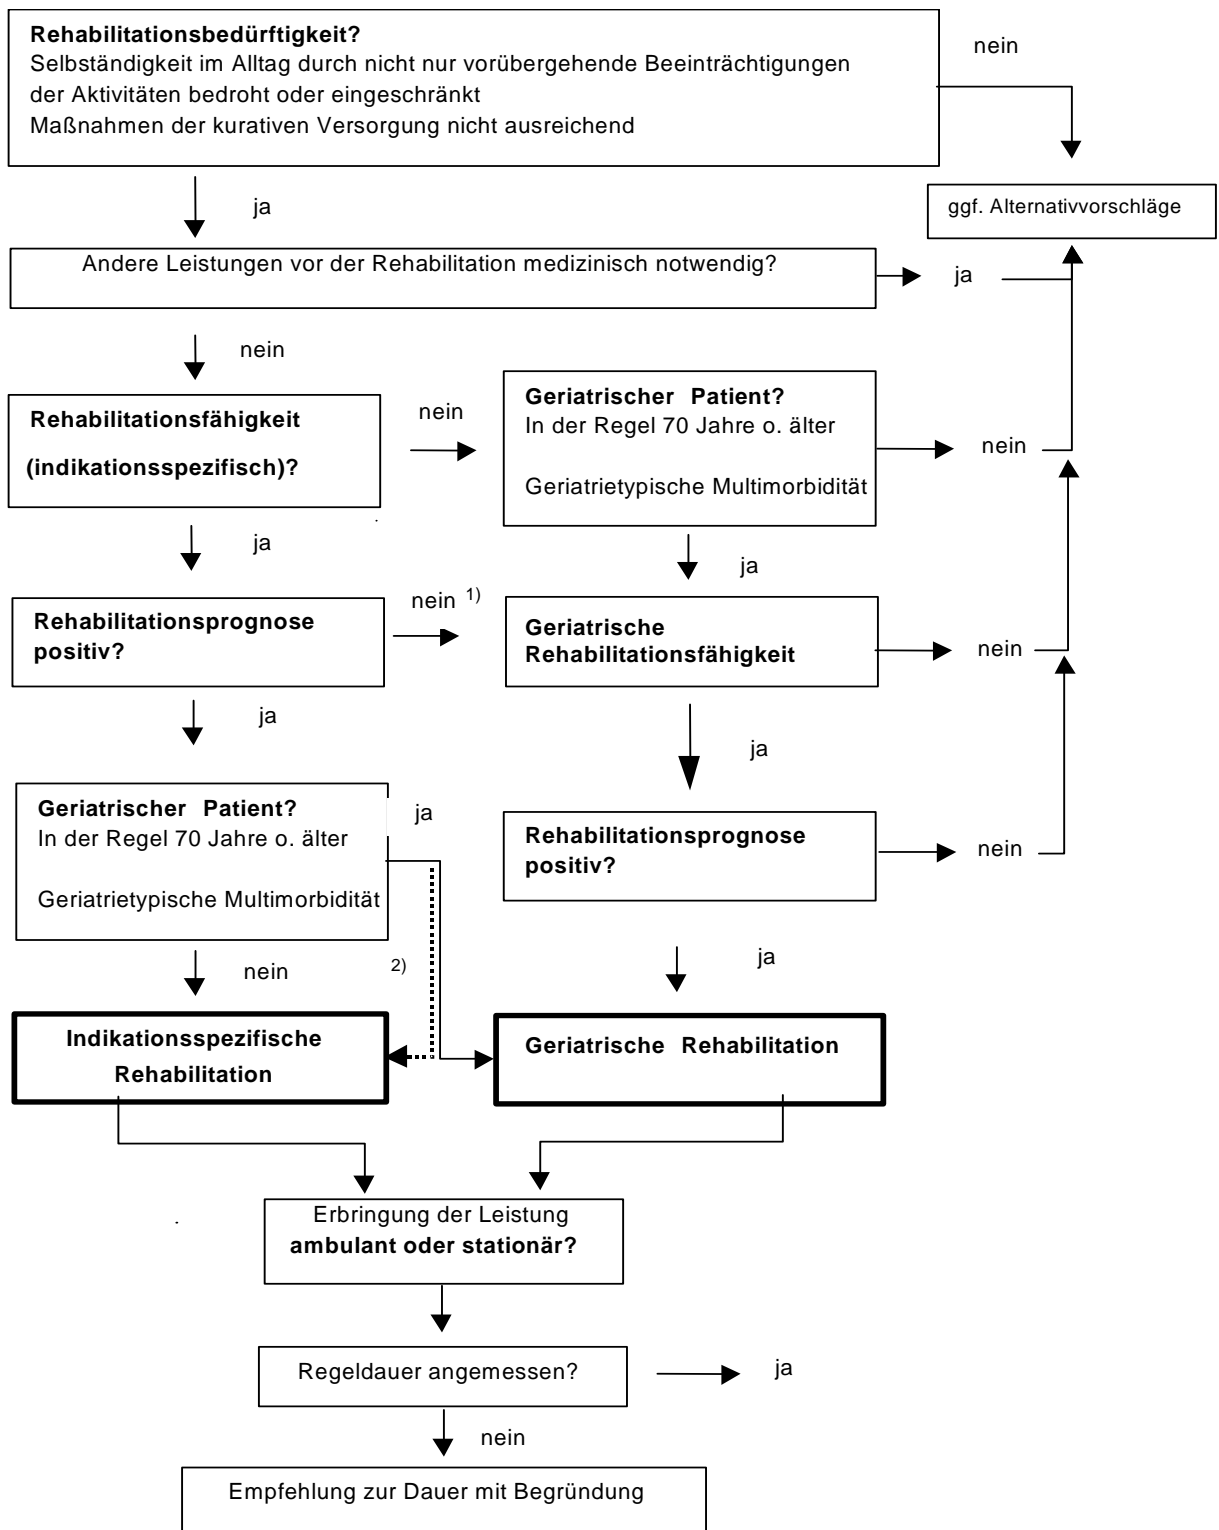 Rehabilitationsbedürftigkeit?
Selbständigkeit im Alltag durch nicht nur vorübergehende Beeinträchtigungen
der Aktivitäten bedroht oder eingeschränkt
Maßnahmen der kurativen Versorgung nicht ausreichend
nein
ja
ggf. Alternativvorschläge
Andere Leistungen vor der Rehabilitation medizinisch notwendig?
ja
nein
Rehabilitationsfähigkeit
(indikationsspezifisch)?
nein
Geriatrischer Patient?
In der Regel 70 Jahre o. älter
Geriatrietypische Multimorbidität
nein
ja
ja
Rehabilitationsprognose
positiv?
nein 1)
Geriatrische
Rehabilitationsfähigkeit
nein
ja
ja
Geriatrischer Patient?
In der Regel 70 Jahre o. älter
Geriatrietypische Multimorbidität
ja
Rehabilitationsprognose
positiv?
nein
nein
2)
ja
Indikationsspezifische
Rehabilitation
Geriatrische Rehabilitation
Erbringung der Leistung
ambulant oder stationär?
Regeldauer angemessen?
ja
nein
Empfehlung zur Dauer mit Begründung